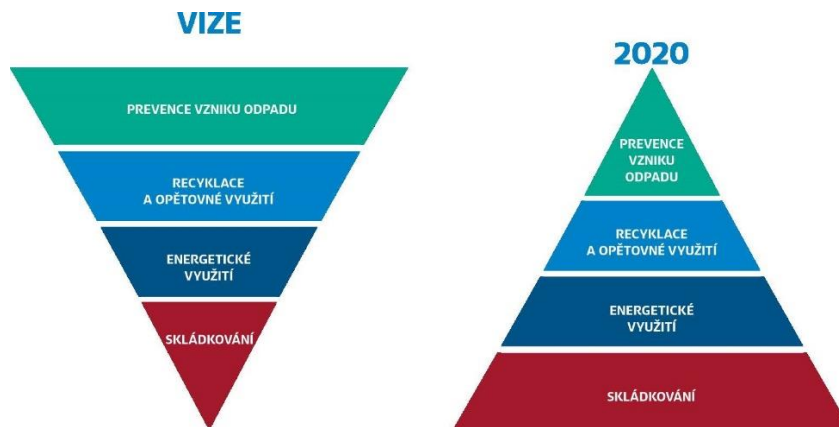 VIZE
PREVENCE VZNIKU ODPADU
RECYKLACE
A OPĚTOVNÉ VYUŽITÍ
ENERGETICKÉ
VYUŽITÍ
SKLÁDKOVÁNÍ
2020
PREVENCE
VZNIKU
ODPADU
RECYKLACE
A OPĚTOVNÉ VYUŽITÍ
ENERGETICKÉ
VYUŽITÍ
SKLÁDKOVÁNÍ